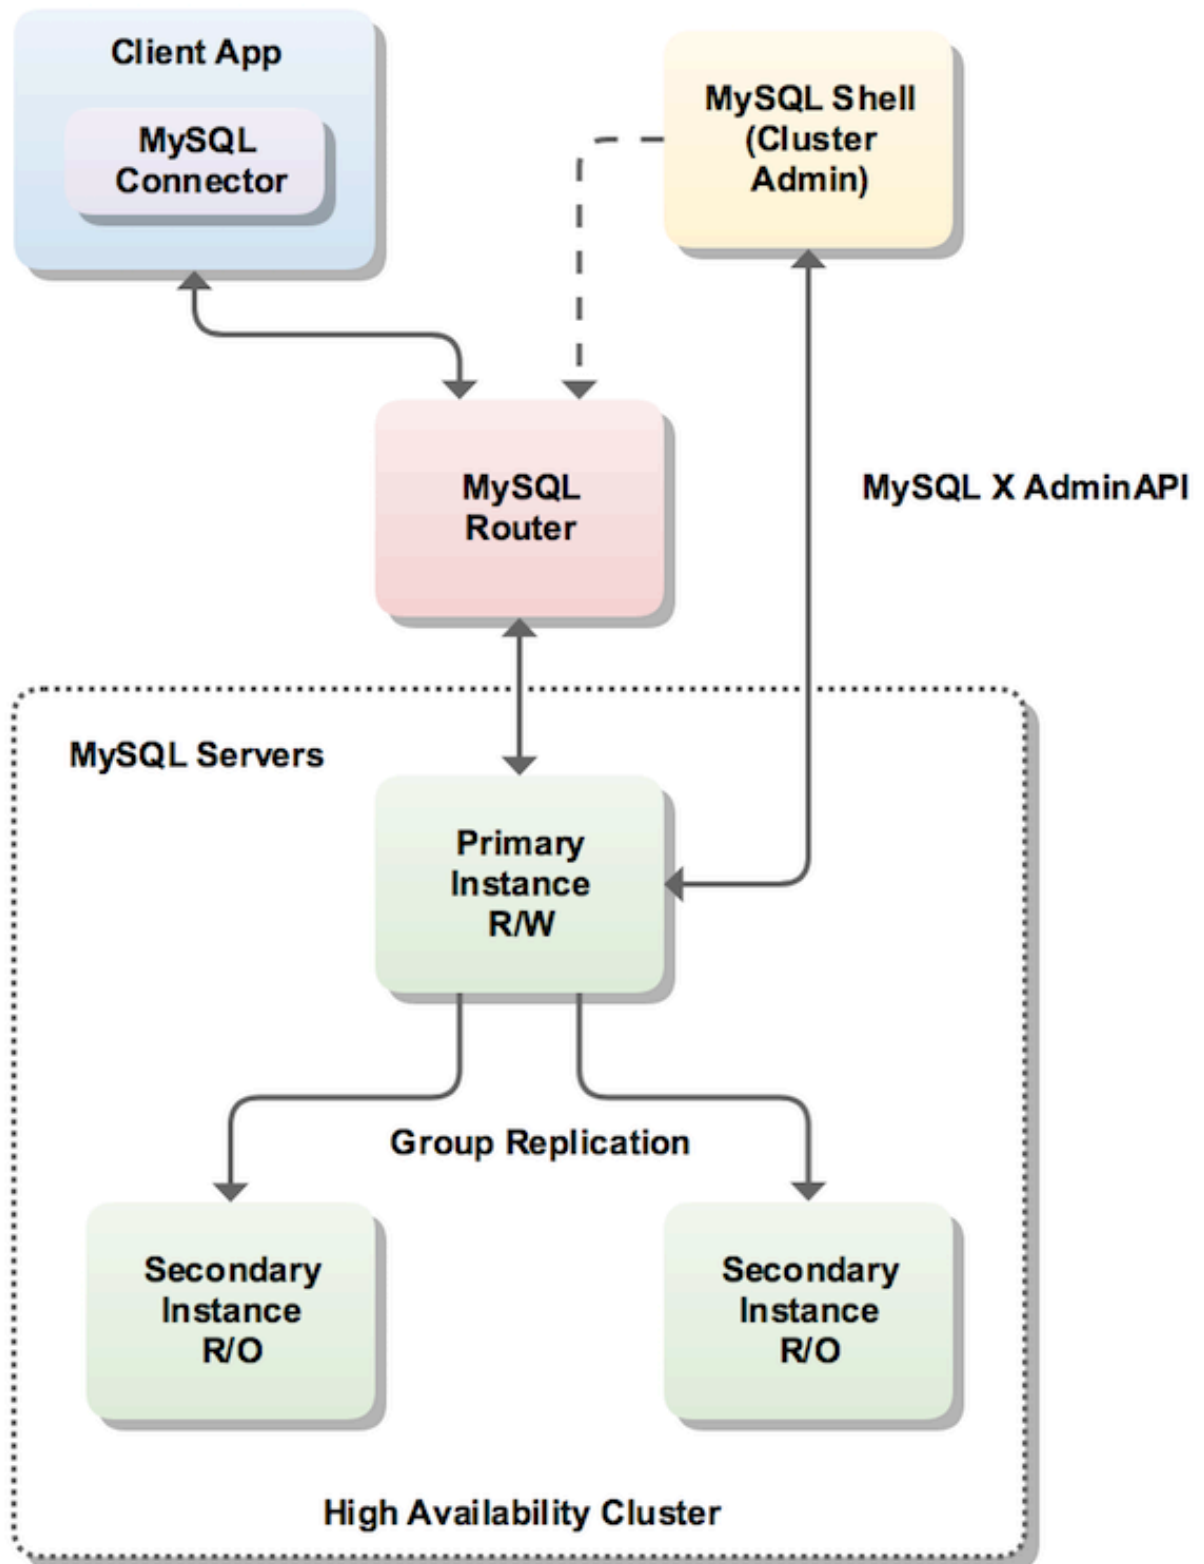 Client App
MySQL
Connector
MySQL Shell
(Cluster
Admin)
MySQL
Router
MySQL X AdminAPI
MySQL Servers
Primary
Instance
R/W
Group Replication
Secondary
Instance
R/O
Secondary
Instance
R/O
High Availability Cluster